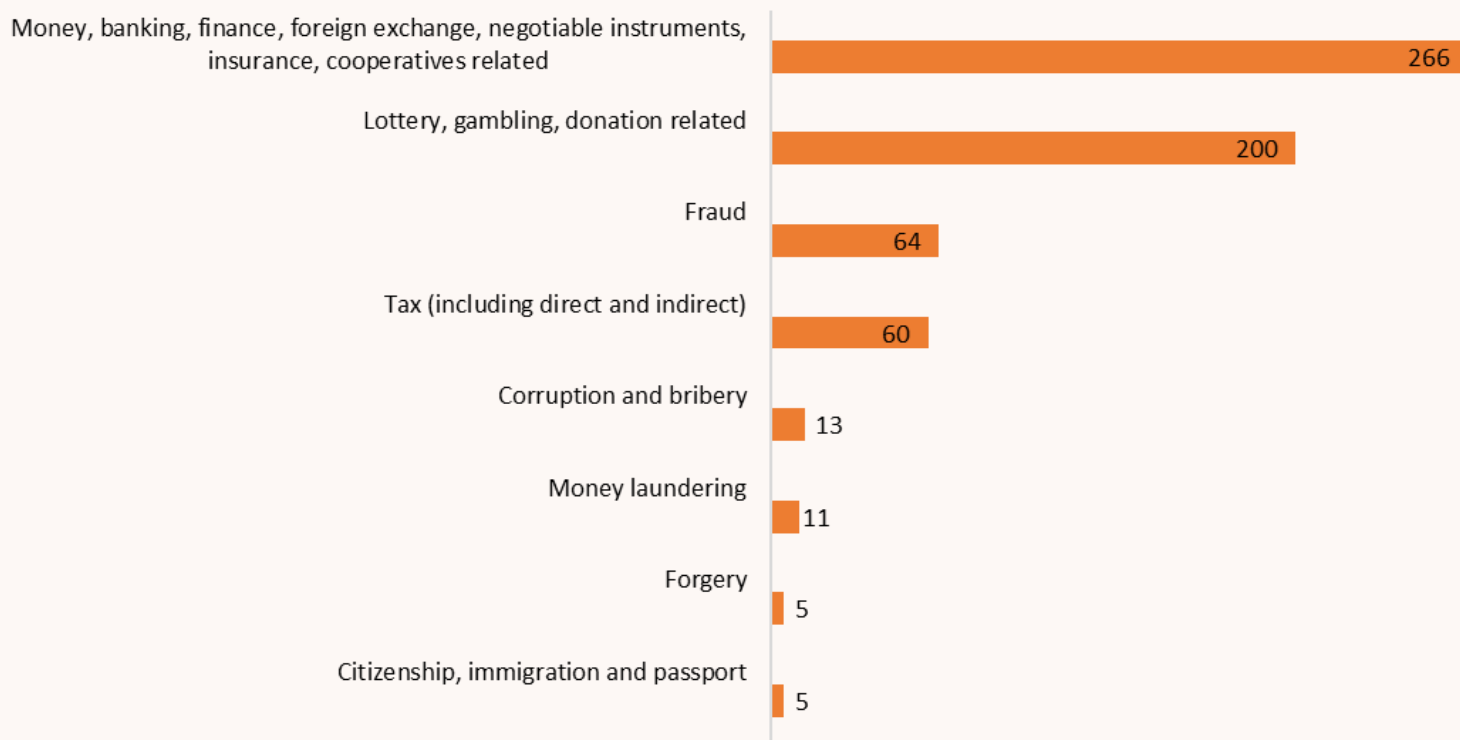 Money, banking, finance, foreign exchange, negotiable instruments,
insurance, cooperatives related
266
Lottery, gambling, donation related
200
Fraud
64
Tax (including direct and indirect)
60
Corruption and bribery
13
Money laundering
11
Forgery
5
Citizenship, immigration and passport
5